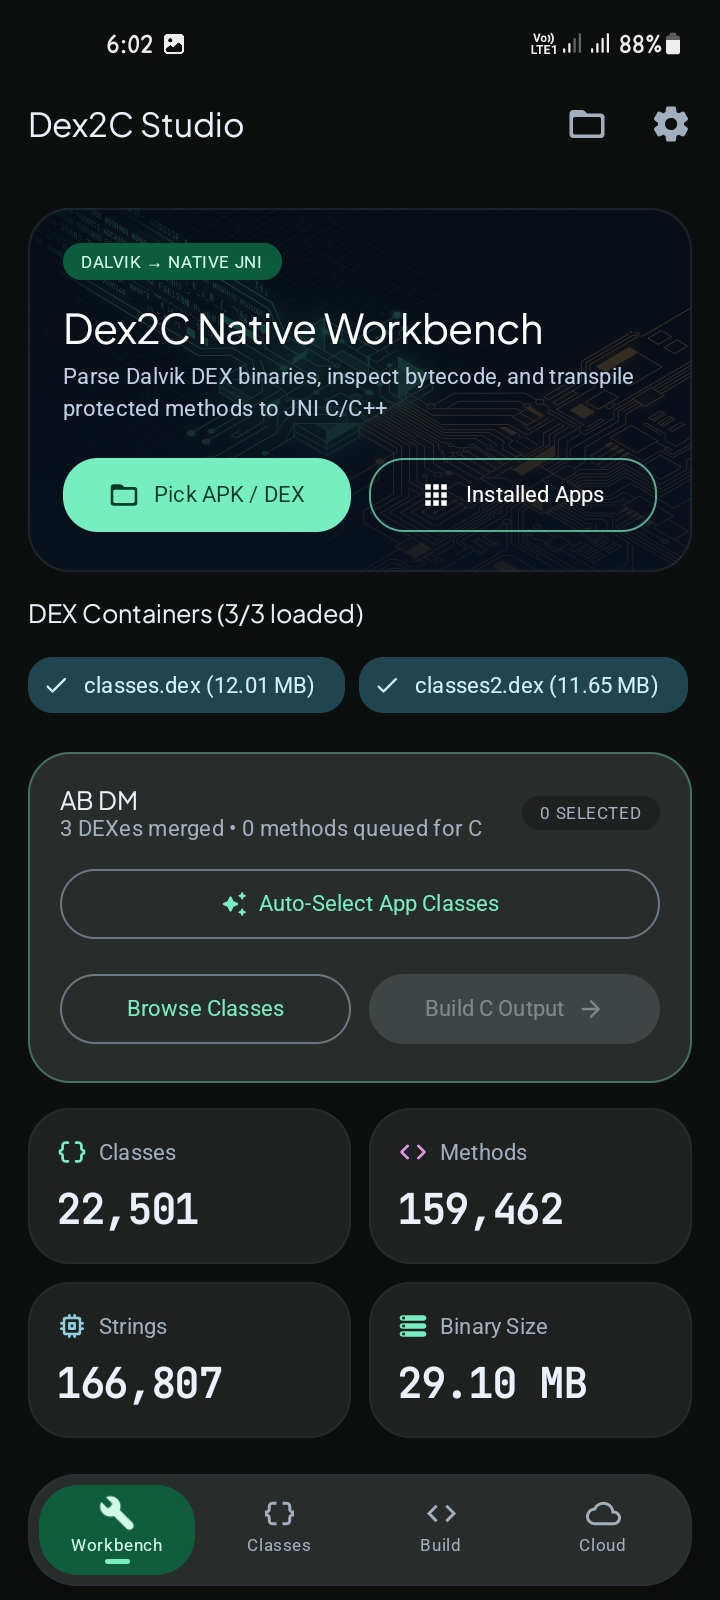 6:02
Vo)) LTE1 88%
Dex2C Studio
DALVIK → NATIVE JNI
Dex2C Native Workbench
Parse Dalvik DEX binaries, inspect bytecode, and transpile
protected methods to JNI C/C++
Pick APK / DEX
Installed Apps
DEX Containers (3/3 loaded)
classes.dex (12.01 MB)
classes2.dex (11.65 MB)
AB DM
3 DEXes merged • 0 methods queued for C
0 SELECTED
Auto-Select App Classes
Browse Classes
Build C Output →
Classes
22,501
Methods
159,462
Strings
166,807
Binary Size
29.10 MB
Workbench
Classes
Build
Cloud